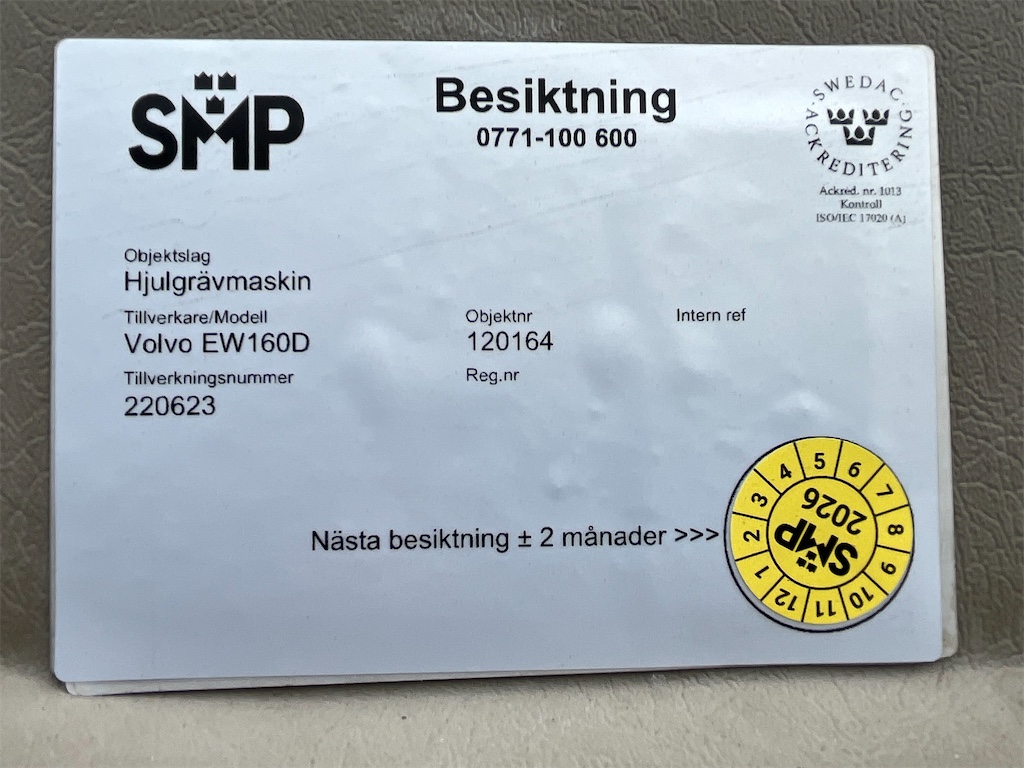 SMP
Besiktning
0771-100 600
SWEDAC
ACKREDITERING
Ackred. nr. 1013
Kontroll
ISO/IEC 17020 (A)
Objektslag
Hjulgrävmaskin
Tillverkare/Modell
Volvo EW160D
Objektnr
120164
Intern ref
Tillverkningsnummer
220623
Reg.nr
Nästa besiktning ± 2 månader >>>
1 2 3 4 5 6 7 8 9 10 11 12
SMP
2026